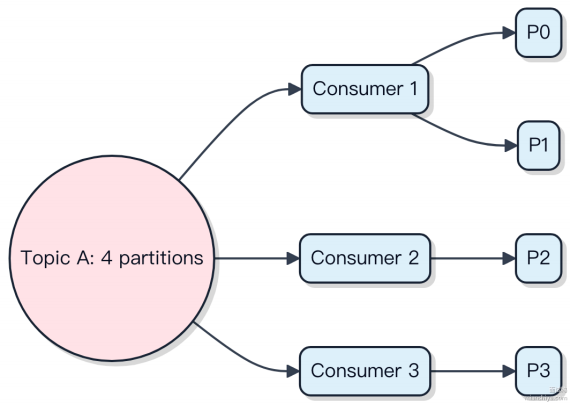 P0
Consumer 1
P1
Topic A: 4 partitions
Consumer 2
P2
Consumer 3
P3